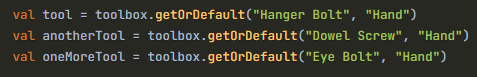 val tool = toolbox.getOrDefault("Hanger Bolt", "Hand")
val anotherTool = toolbox.getOrDefault("Dowel Screw", "Hand")
val oneMoreTool = toolbox.getOrDefault("Eye Bolt", "Hand")